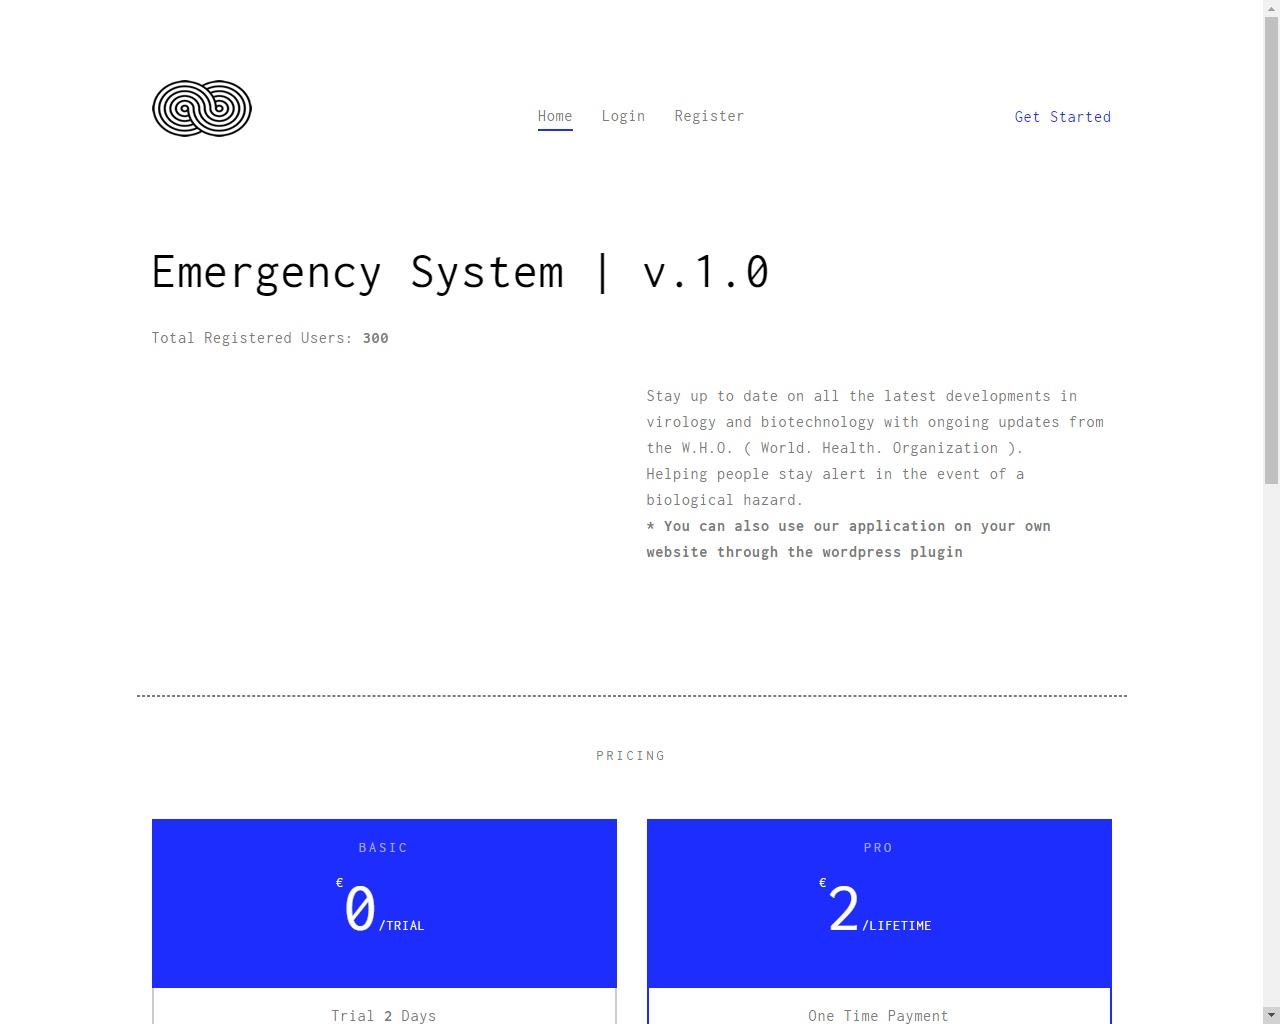 Home Login Register Get Started
Emergency System | v.1.0
Total Registered Users: 300
Stay up to date on all the latest developments in
virology and biotechnology with ongoing updates from
the W.H.O. ( World. Health. Organization ).
Helping people stay alert in the event of a
biological hazard.
* You can also use our application on your own
website through the wordpress plugin
PRICING
BASIC
€0/TRIAL
Trial 2 Days
PRO
€2/LIFETIME
One Time Payment